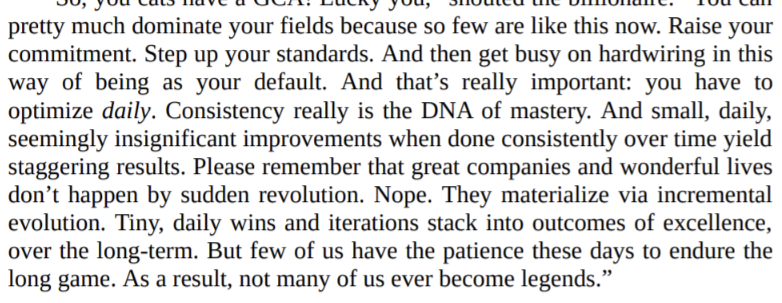 So, you cats have a GCA! Lucky you,” shouted the billionaire. “You can
pretty much dominate your fields because so few are like this now. Raise your
commitment. Step up your standards. And then get busy on hardwiring in this
way of being as your default. And that’s really important: you have to
optimize daily. Consistency really is the DNA of mastery. And small, daily,
seemingly insignificant improvements when done consistently over time yield
staggering results. Please remember that great companies and wonderful lives
don’t happen by sudden revolution. Nope. They materialize via incremental
evolution. Tiny, daily wins and iterations stack into outcomes of excellence,
over the long-term. But few of us have the patience these days to endure the
long game. As a result, not many of us ever become legends.”